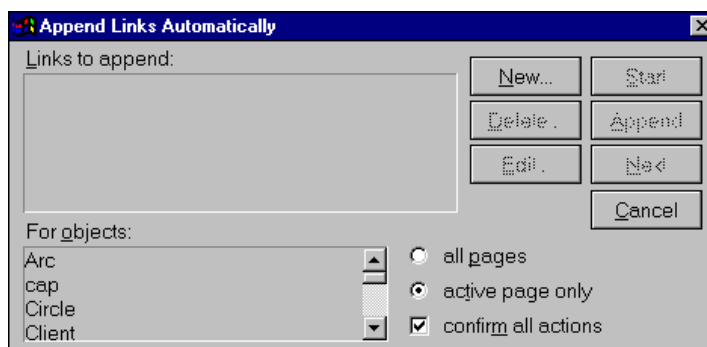 Append Links Automatically
Links to append:
New...
Start
Delete .
Append
Edit .
Next
Cancel
For objects:
Arc
cap
Circle
Client
all pages
active page only
confirm all actions